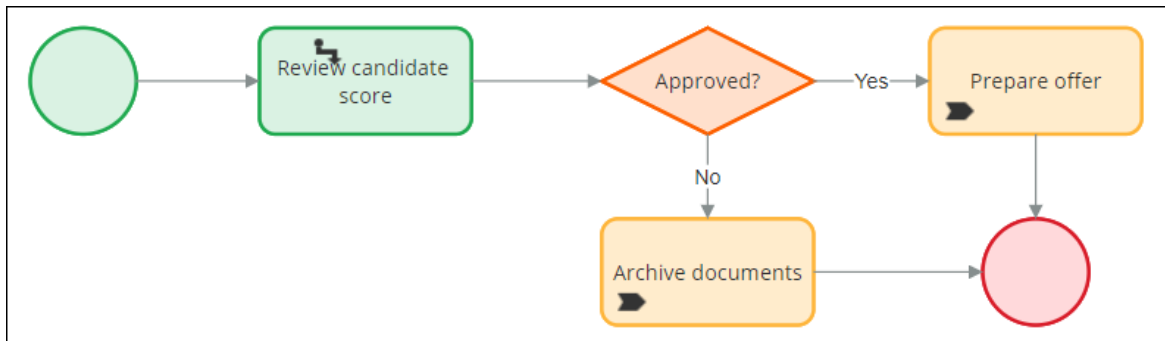 Review candidate
score
Approved?
Yes
Prepare offer
No
Archive documents